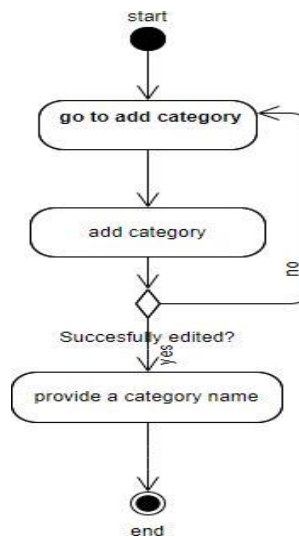 start
go to add category
add category
no
Succesfully edited?
yes
provide a category name
end